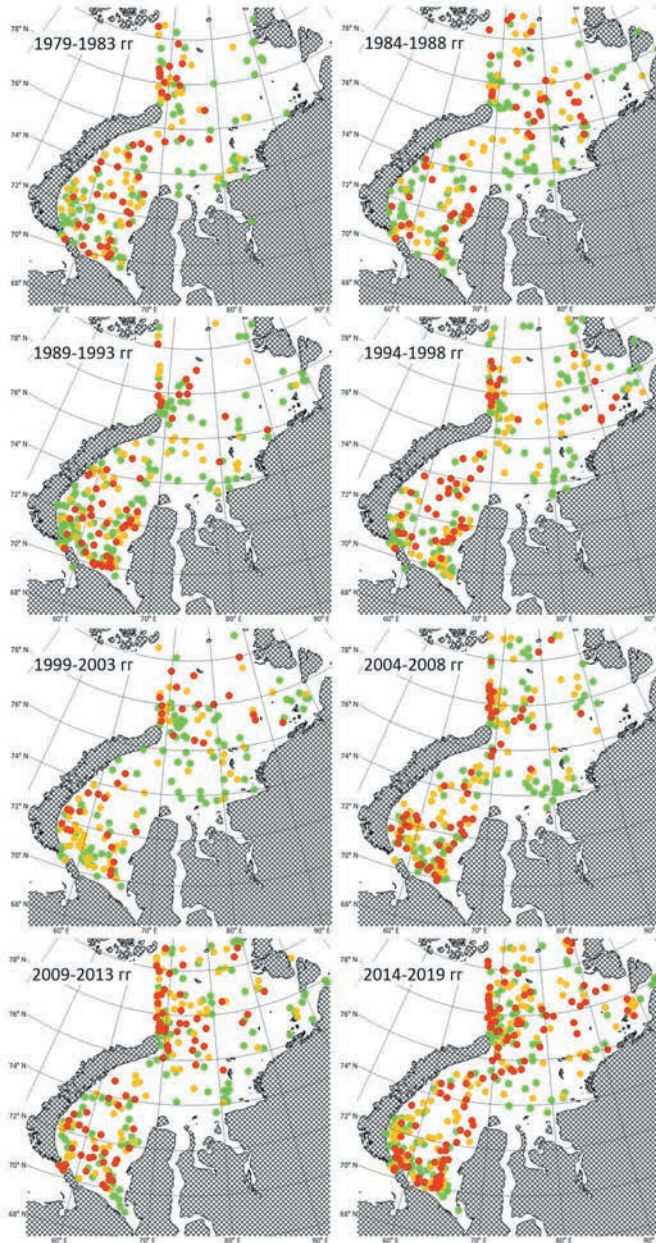 1979-1983 гг
1984-1988 гг
78° N
76° N
74° N
72° N
70° N
68° N
60° E
70° E
80° E
90° E
78° N
76° N
74° N
72° N
70° N
68° N
60° E
70° E
80° E
90° E
1989-1993 гг
1994-1998 гг
78° N
76° N
74° N
72° N
70° N
68° N
60° E
70° E
80° E
90° E
78° N
76° N
74° N
72° N
70° N
68° N
60° E
70° E
80° E
90° E
1999-2003 гг
2004-2008 гг
78° N
76° N
74° N
72° N
70° N
68° N
60° E
70° E
80° E
90° E
78° N
76° N
74° N
72° N
70° N
68° N
60° E
70° E
80° E
90° E
2009-2013 гг
2014-2019 гг
78° N
76° N
74° N
72° N
70° N
68° N
60° E
70° E
80° E
90° E
78° N
76° N
74° N
72° N
70° N
68° N
60° E
70° E
80° E
90° E